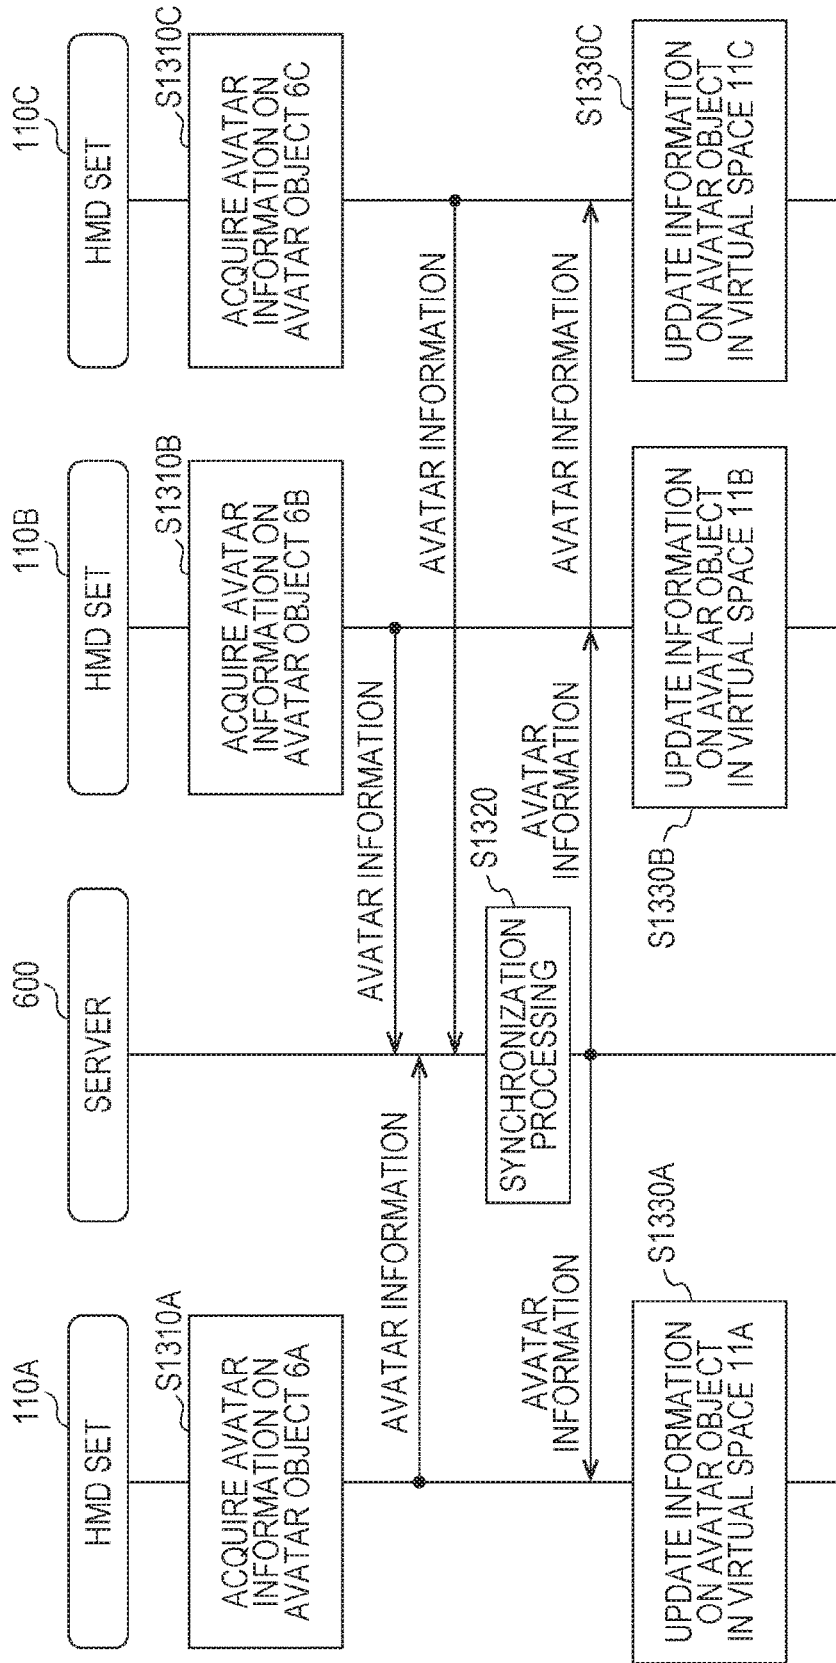 110A
HMD SET
S1310A
ACQUIRE AVATAR
INFORMATION ON
AVATAR OBJECT 6A
600
SERVER
110B
HMD SET
S1310B
ACQUIRE AVATAR
INFORMATION ON
AVATAR OBJECT 6B
110C
HMD SET
S1310C
ACQUIRE AVATAR
INFORMATION ON
AVATAR OBJECT 6C
AVATAR INFORMATION
AVATAR INFORMATION
AVATAR INFORMATION
S1320
SYNCHRONIZATION
PROCESSING
AVATAR
INFORMATION
AVATAR
INFORMATION
AVATAR INFORMATION
S1330A
UPDATE INFORMATION
ON AVATAR OBJECT
IN VIRTUAL SPACE 11A
S1330B
UPDATE INFORMATION
ON AVATAR OBJECT
IN VIRTUAL SPACE 11B
S1330C
UPDATE INFORMATION
ON AVATAR OBJECT
IN VIRTUAL SPACE 11C